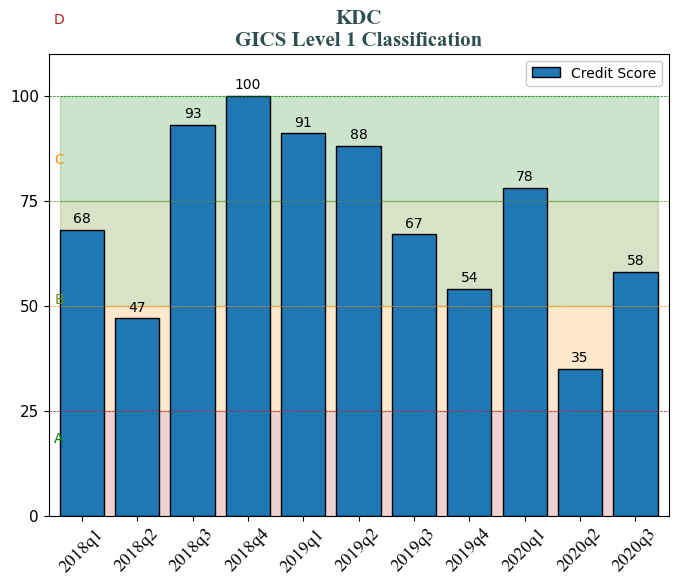 D
KDC
GICS Level 1 Classification
Credit Score
100
75
50
25
0
C
B
A
68
47
93
100
91
88
67
54
78
35
58
2018q1
2018q2
2018q3
2018q4
2019q1
2019q2
2019q3
2019q4
2020q1
2020q2
2020q3